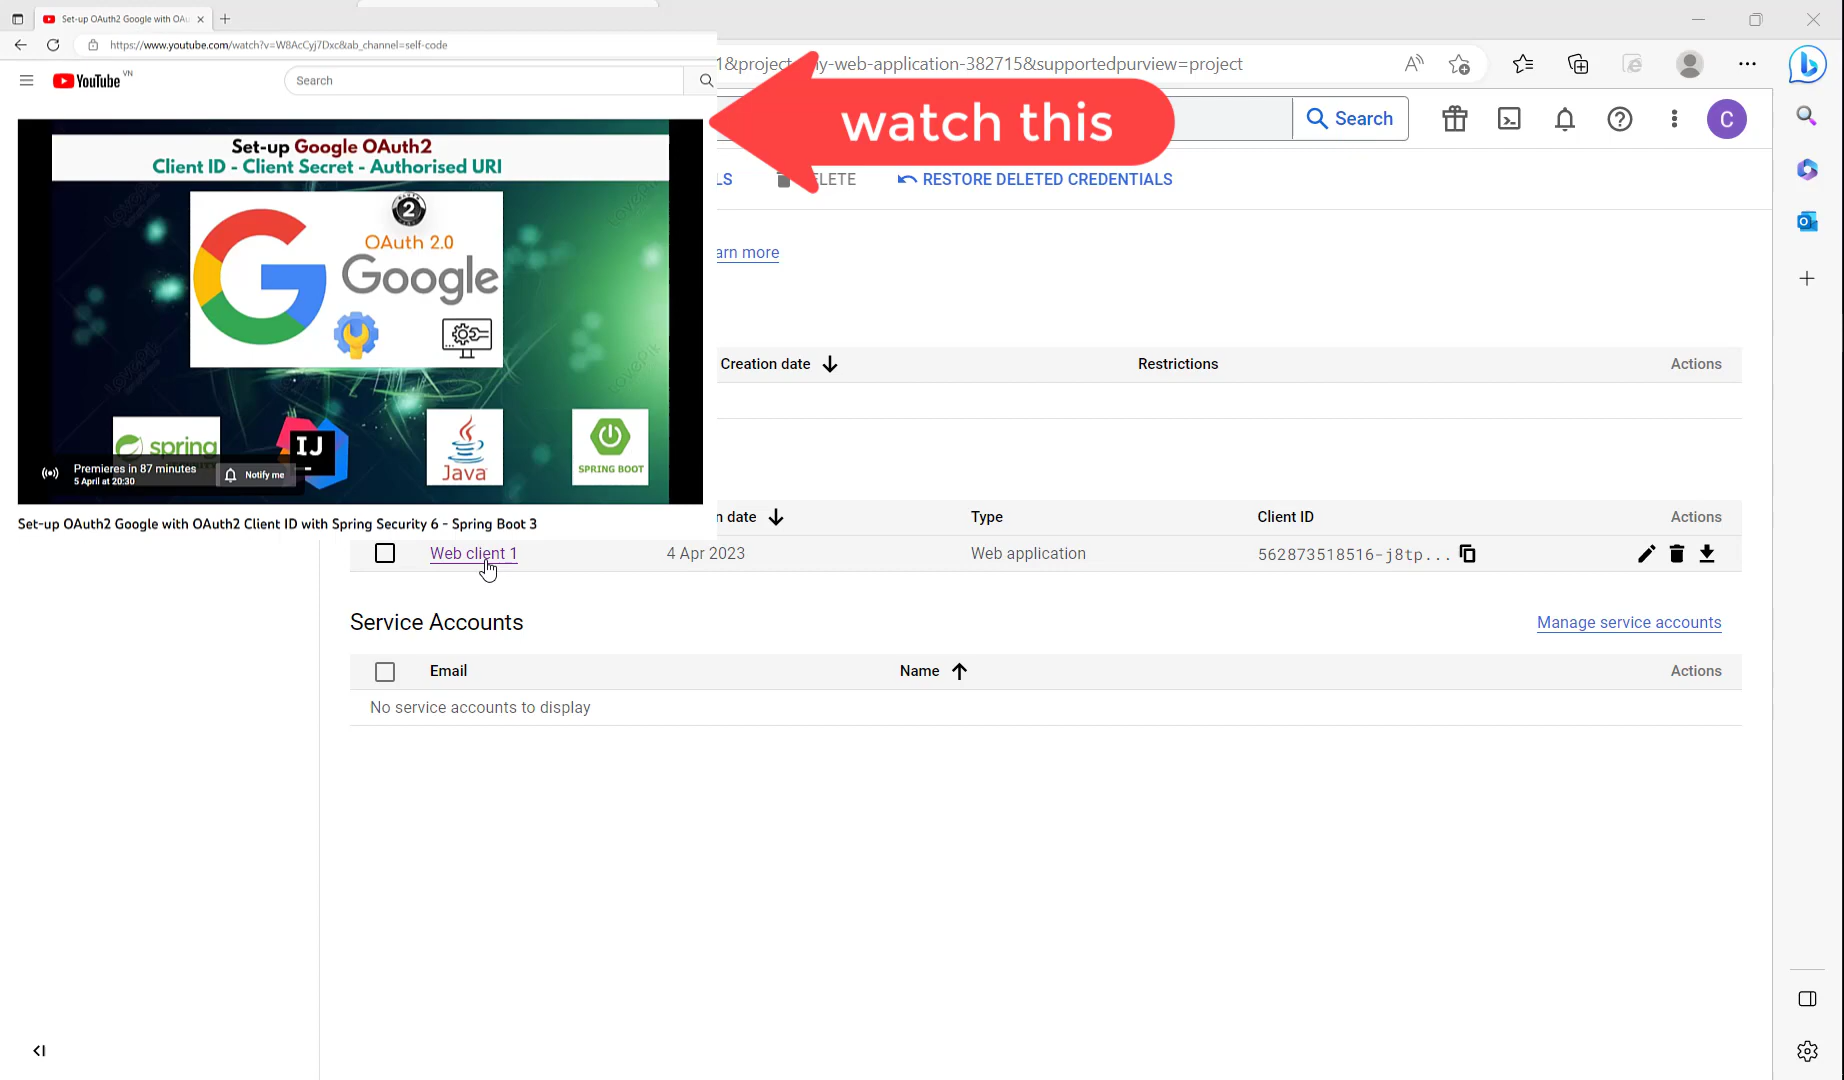 Set-up OAuth2 Google with OAu
https://www.youtube.com/watch?v=W8AcCyj7Dxc&ab_channel=self-code
YouTube VN
Search
1&project
y-web-application-382715&supportedpurview=project
watch this
Search
C
LS
LETE
RESTORE DELETED CREDENTIALS
Set-up Google OAuth2
Client ID - Client Secret - Authorised URI
2
OAuth 2.0
Google
spring
IJ
Java
SPRING BOOT
Premieres in 87 minutes
5 April at 20:30
Notify me
Set-up OAuth2 Google with OAuth2 Client ID with Spring Security 6 - Spring Boot 3
arn more
Creation date
Restrictions
Actions
n date
Type
Client ID
Actions
Web client 1
4 Apr 2023
Web application
562873518516-j8tp...
Service Accounts
Manage service accounts
Email
Name
Actions
No service accounts to display